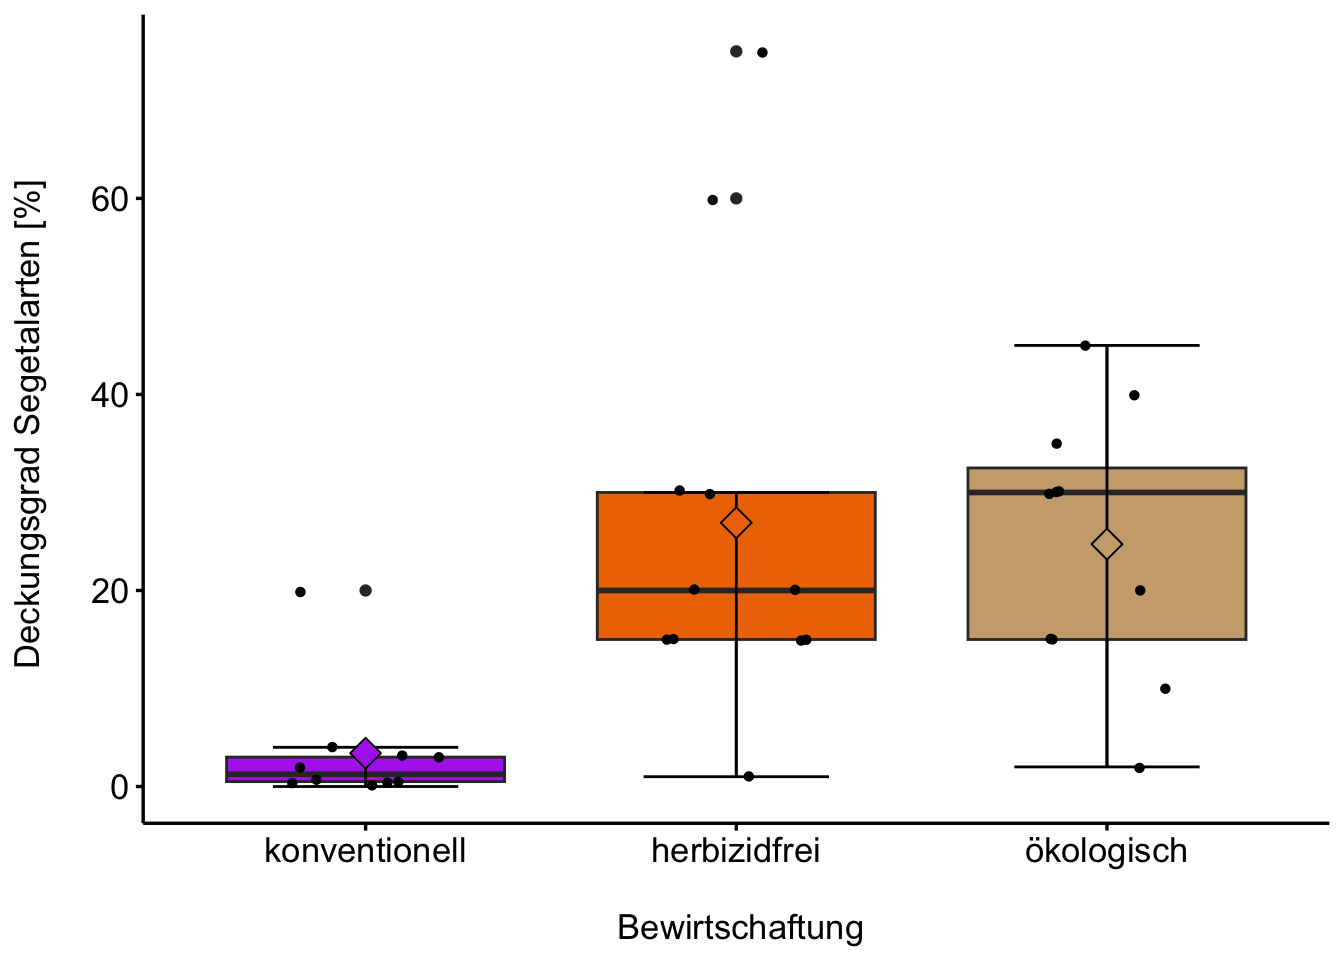 Deckungsgrad Segetalarten [%]
60
40
20
0
konventionell herbizidfrei ökologisch
Bewirtschaftung